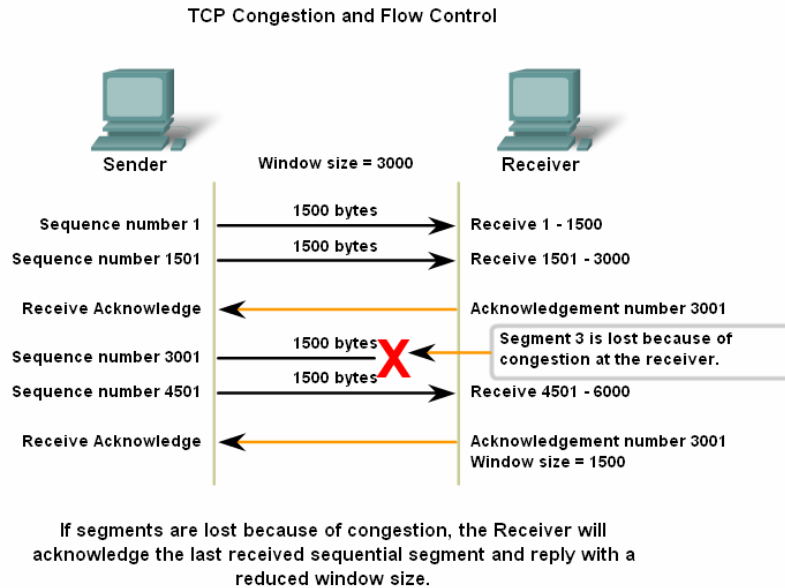 TCP Congestion and Flow Control
Sender
Window size = 3000
Receiver
Sequence number 1
1500 bytes
Receive 1 - 1500
Sequence number 1501
1500 bytes
Receive 1501 - 3000
Receive Acknowledge
Acknowledgement number 3001
Sequence number 3001
1500 bytes
Segment 3 is lost because of
congestion at the receiver.
Sequence number 4501
1500 bytes
Receive 4501 - 6000
Receive Acknowledge
Acknowledgement number 3001
Window size = 1500
If segments are lost because of congestion, the Receiver will
acknowledge the last received sequential segment and reply with a
reduced window size.